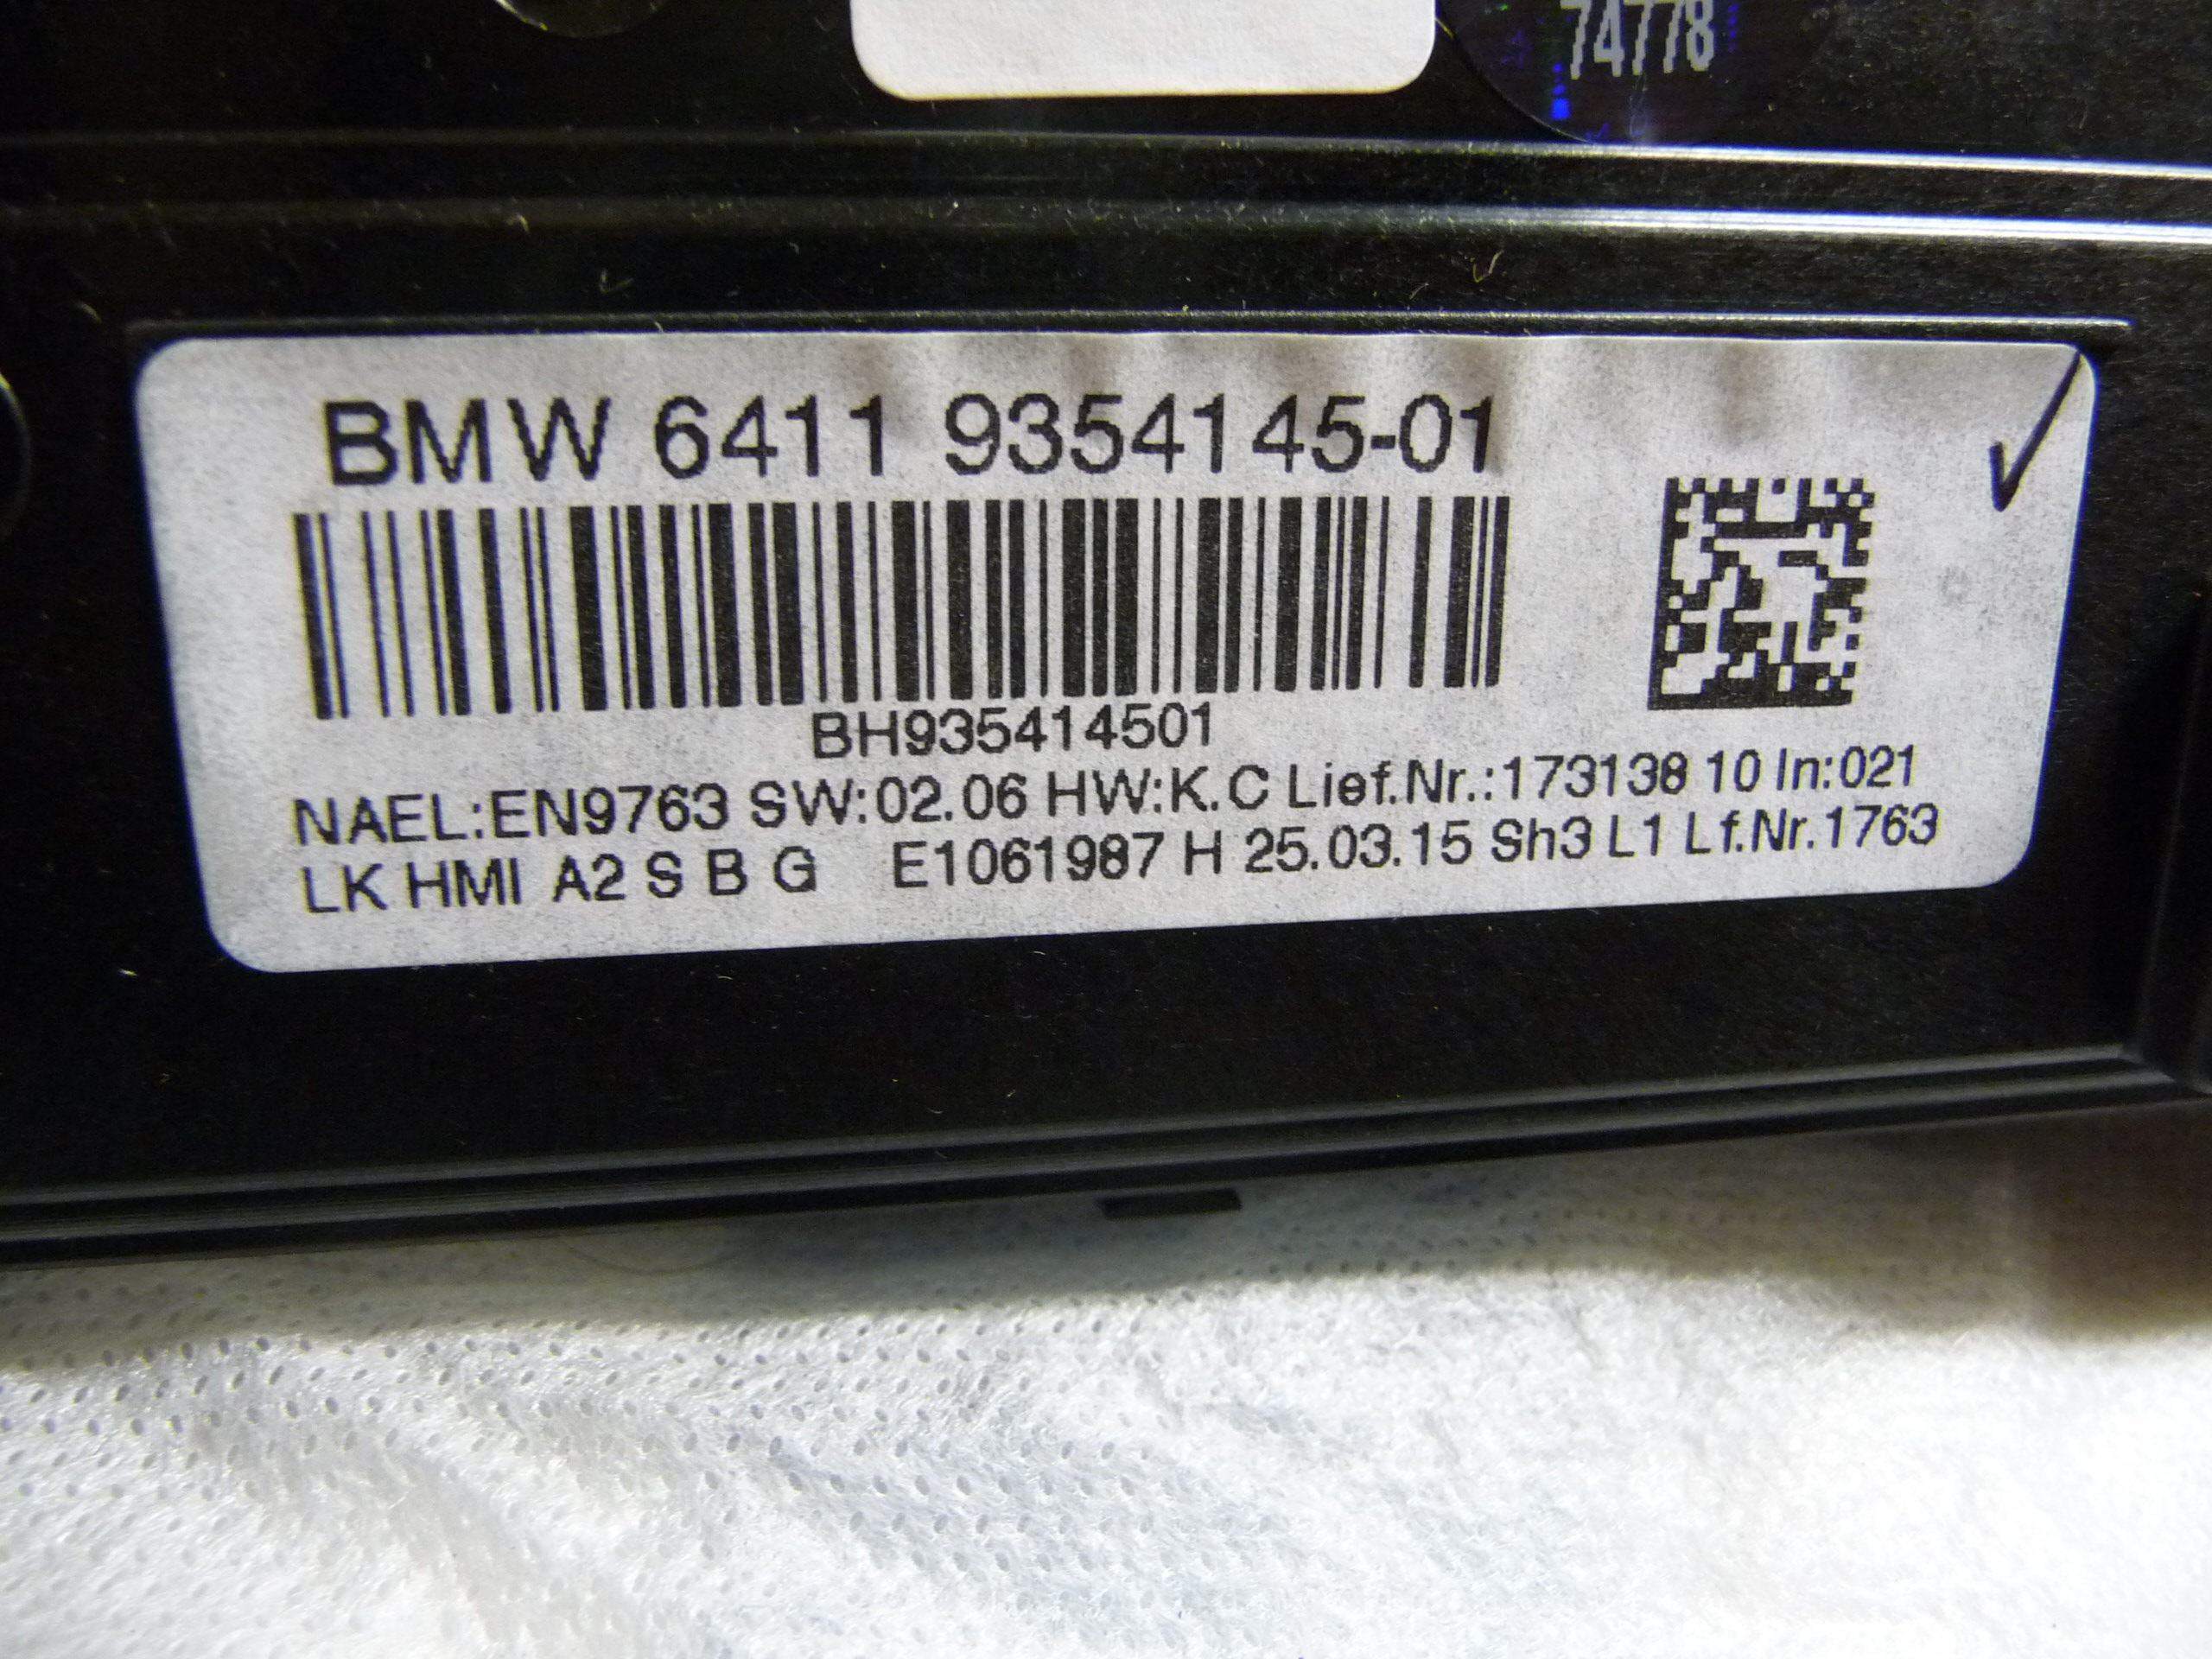 74778
BMW 6411 9354145-01
BH935414501
NAEL:EN9763 SW:02.06 HW:K.C Lief.Nr.:173138 10 In:021
LK HMI A2 S B G E1061987 H 25.03.15 Sh3 L1 Lf.Nr.1763